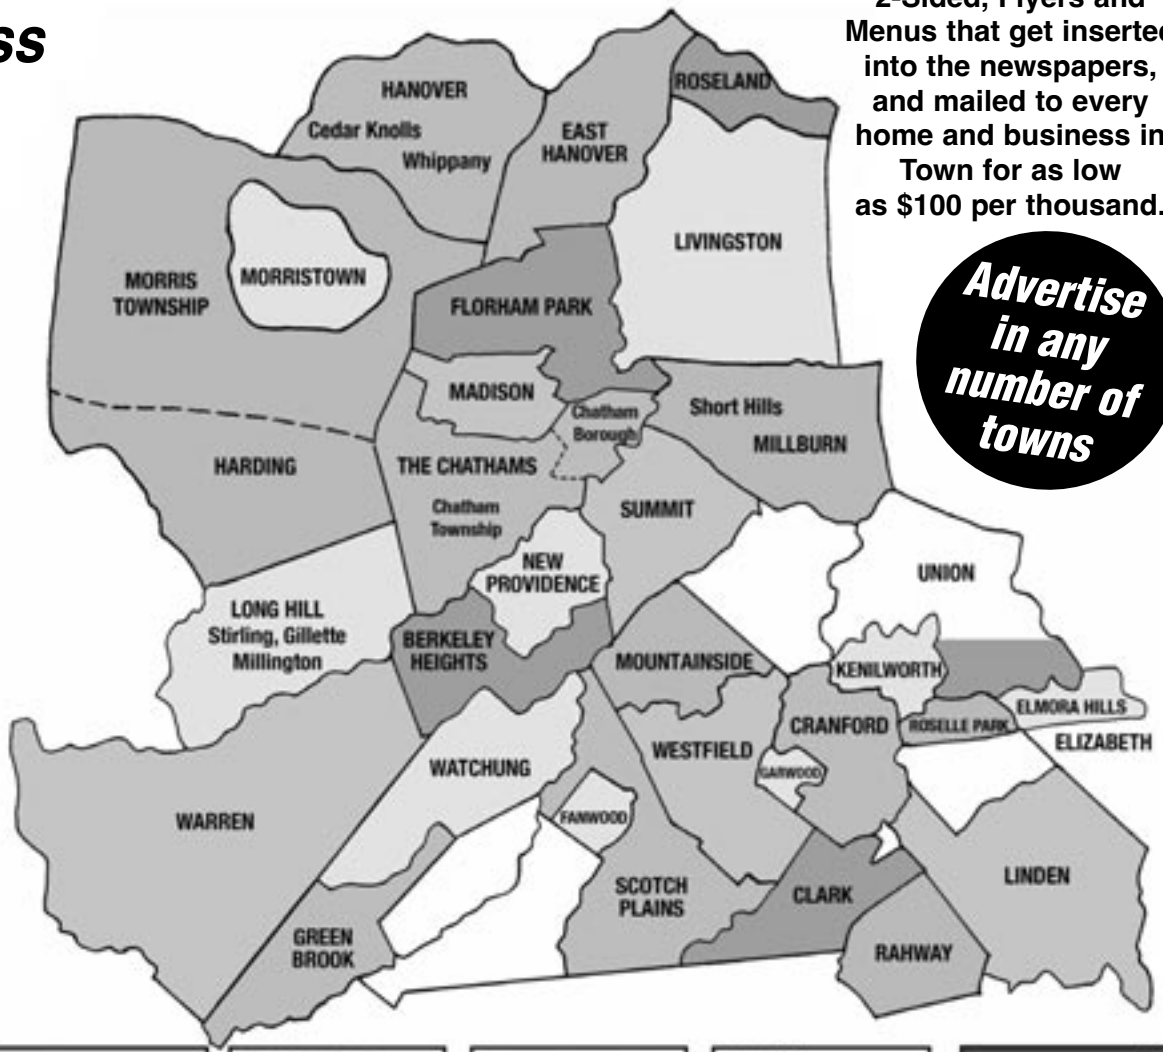 ss
2-Sided, Flyers and
Menus that get inserted
into the newspapers,
and mailed to every
home and business in
Town for as low
as $100 per thousand.
Advertise
in any
number of
towns
HANOVER
Cedar Knolls
Whippany
EAST
HANOVER
ROSELAND
LIVINGSTON
MORRIS
TOWNSHIP
MORRISTOWN
FLORHAM PARK
MADISON
Chatham
Borough
Short Hills
MILLBURN
HARDING
THE CHATHAMS
Chatham
Township
SUMMIT
NEW
PROVIDENCE
UNION
LONG HILL
Stirling, Gillette
Millington
BERKELEY
HEIGHTS
MOUNTAINSIDE
KENILWORTH
ELMORA HILLS
ROSELLE PARK
ELIZABETH
CRANFORD
WESTFIELD
GARWOOD
WATCHUNG
FANWOOD
WARREN
SCOTCH
PLAINS
CLARK
LINDEN
GREEN
BROOK
RAHWAY